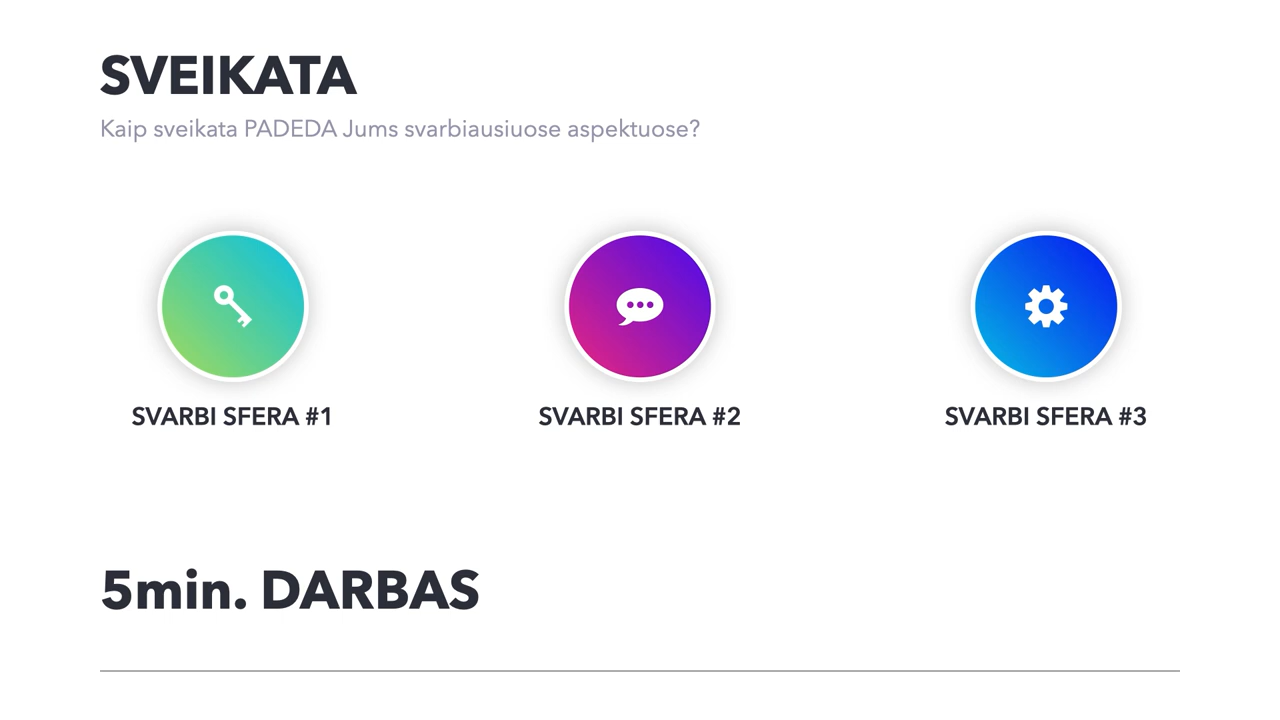 SVEIKATA
Kaip sveikata PADEDA Jums svarbiausiuose aspektuose?
SVARBI SFERA #1
SVARBI SFERA #2
SVARBI SFERA #3
5min. DARBAS